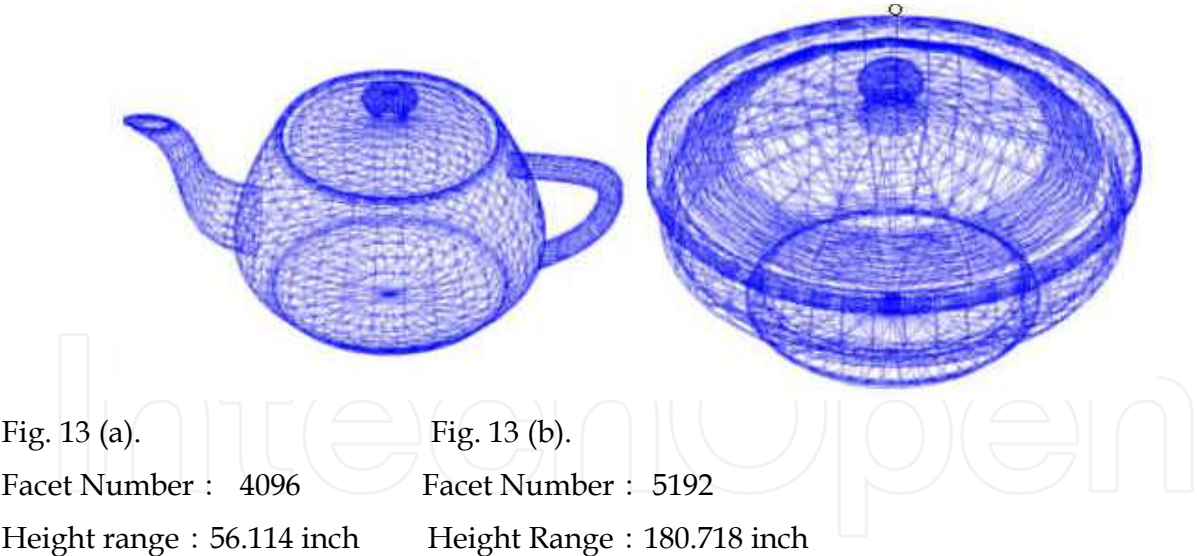 Fig. 13 (a). Fig. 13 (b).
Facet Number : 4096 Facet Number : 5192
Height range : 56.114 inch Height Range : 180.718 inch
IntechOpen